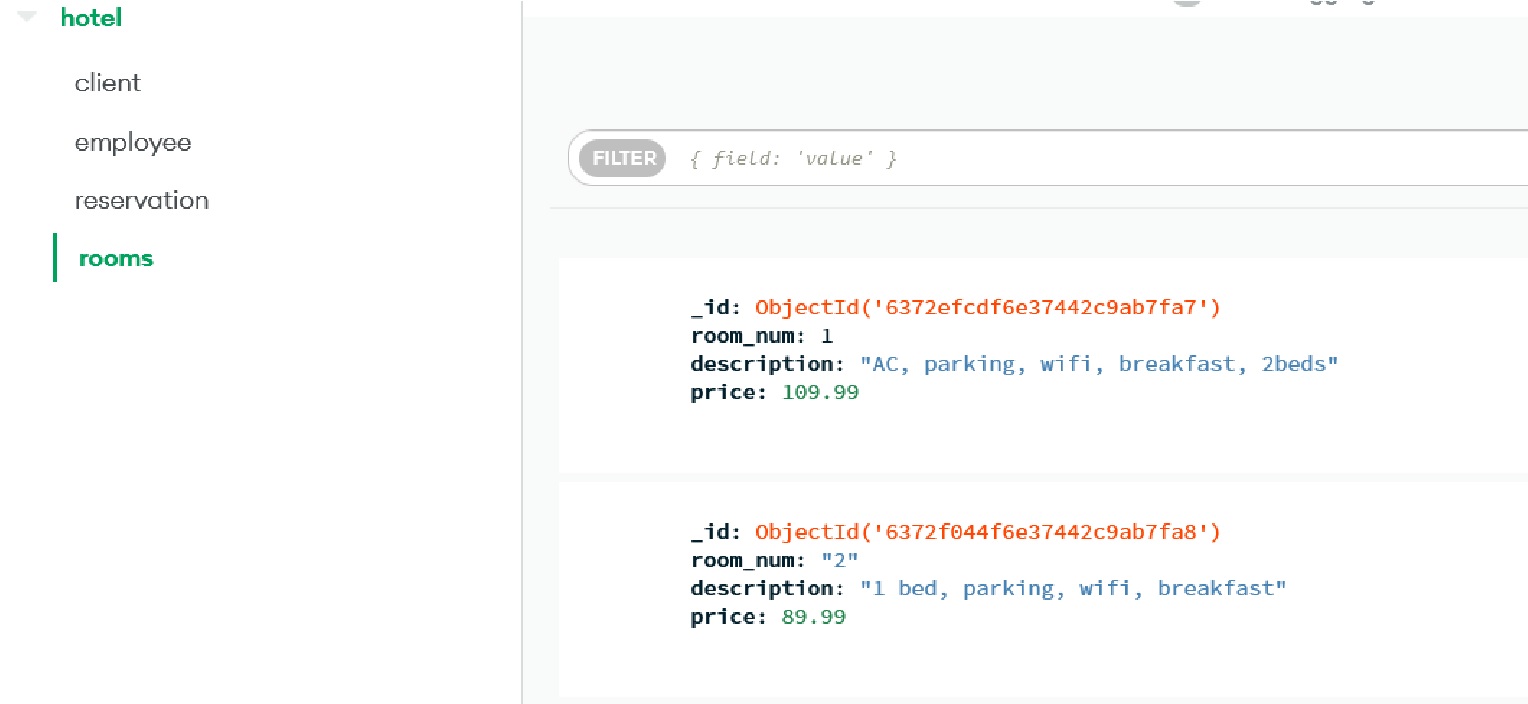 hotel
client
employee
reservation
rooms
FILTER { field: 'value' }
_id: ObjectId('6372efcdf6e37442c9ab7fa7')
room_num: 1
description: "AC, parking, wifi, breakfast, 2beds"
price: 109.99
_id: ObjectId('6372f044f6e37442c9ab7fa8')
room_num: "2"
description: "1 bed, parking, wifi, breakfast"
price: 89.99